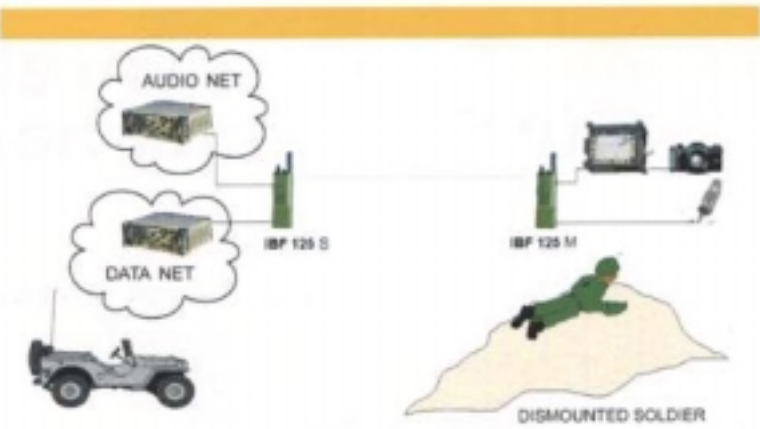 AUDIO NET
IBF 125 S
IBF 125 M
DATA NET
DISMOUNTED SOLDIER